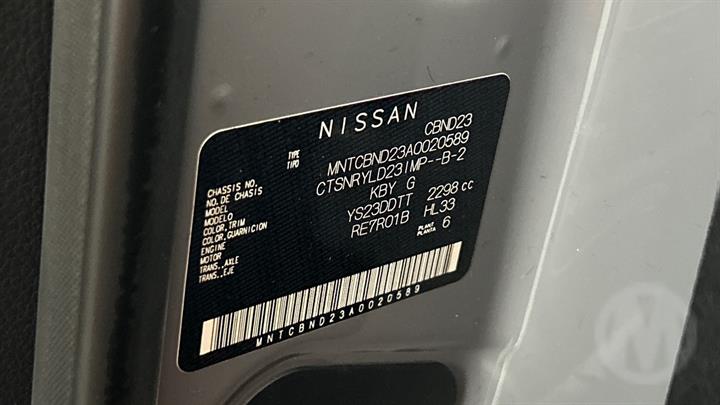 NISSAN
TYPE TIPO CBND23
CHASSIS NO. NO. DE CHASIS MNTCBND23A0020589
MODEL MODELO CTSNRYLD23IMP--B-2
COLOR,TRIM COLOR,GUARNICION KBY G
ENGINE MOTOR YS23DDTT 2298 cc
TRANS.,AXLE TRANS.,EJE RE7R01B HL33 PLANT PLANTA 6
MNTCBND23A0020589
M